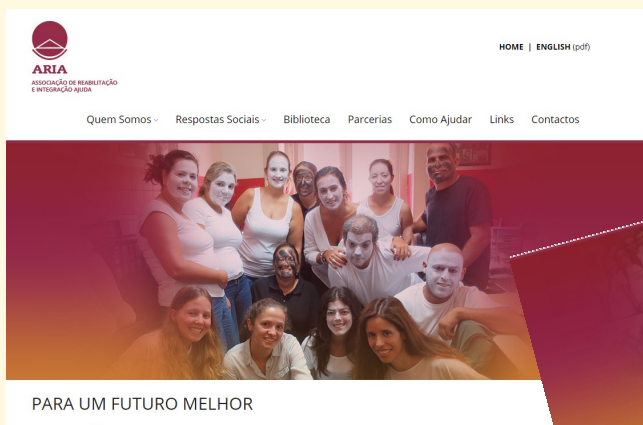 ARIA
ASSOCIAÇÃO DE REABILITAÇÃO
E INTEGRAÇÃO AJUDA
HOME | ENGLISH (pdf)
Quem Somos Respostas Sociais Biblioteca Parcerias Como Ajudar Links Contactos
PARA UM FUTURO MELHOR